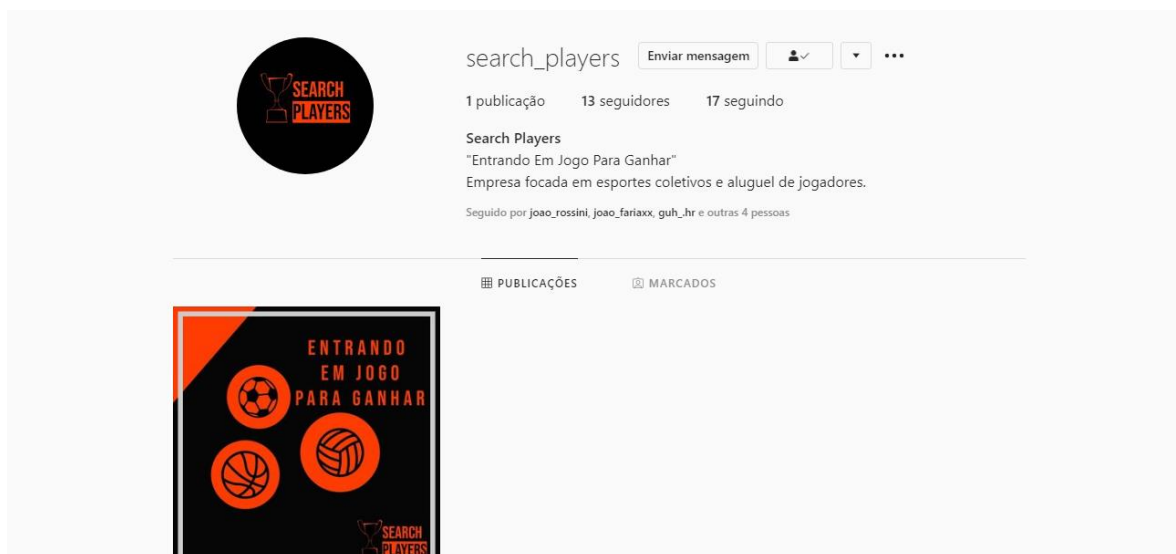 SEARCH
PLAYERS
search_players Enviar mensagem
1 publicação 13 seguidores 17 seguindo
Search Players
"Entrando Em Jogo Para Ganhar"
Empresa focada em esportes coletivos e aluguel de jogadores.
Seguido por joao_rossini, joao_fariaxx, guh_.hr e outras 4 pessoas
PUBLICAÇÕES MARCADOS
ENTRANDO
EM JOGO
PARA GANHAR
SEARCH
PLAYERS